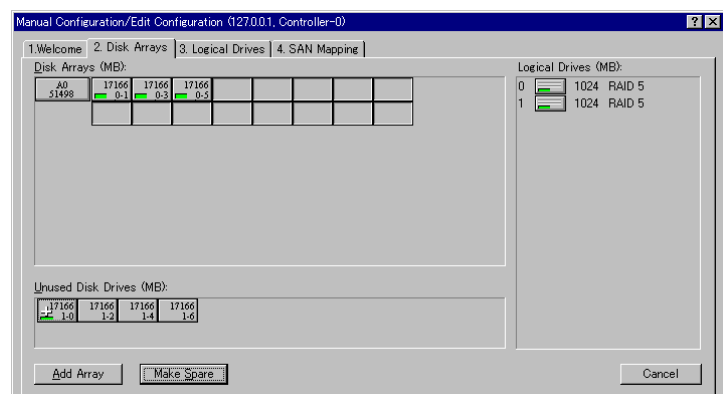 Manual Configuration/Edit Configuration (127.0.0.1, Controller-0)
1.Welcome 2. Disk Arrays 3. Logical Drives 4. SAN Mapping
Disk Arrays (MB):
A0
51498
17166 17166 17166
0-1 0-3 0-5
Logical Drives (MB):
0 1024 RAID 5
1 1024 RAID 5
Unused Disk Drives (MB):
17166 17166 17166 17166
1-0 1-2 1-4 1-6
Add Array Make Spare Cancel